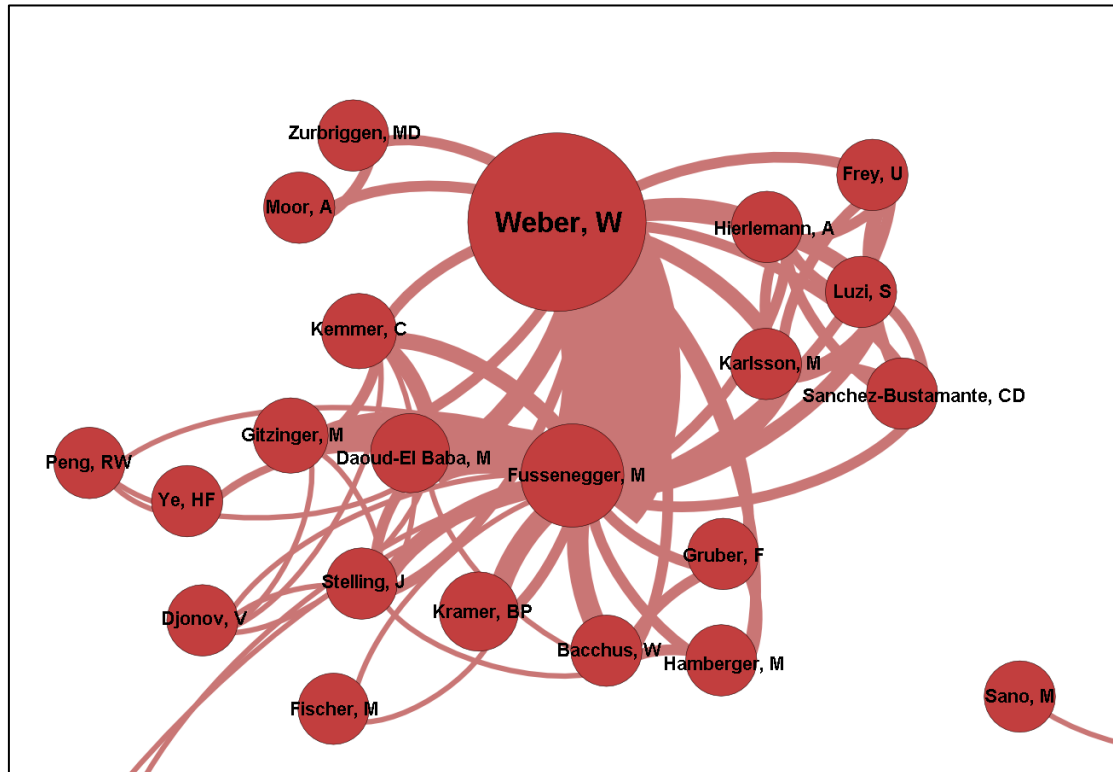 Zurbriggen, MD
Frey, U
Moor, A
Weber, W
Hierlemann, A
Luzi, S
Kemmer, C
Karlsson, M
Sanchez-Bustamante, CD
Gitzinger, M
Daoud-El Baba, M
Peng, RW
Fussenegger, M
Ye, HF
Gruber, F
Stelling, J
Kramer, BP
Djonov, V
Bacchus, W
Hamberger, M
Sano, M
Fischer, M